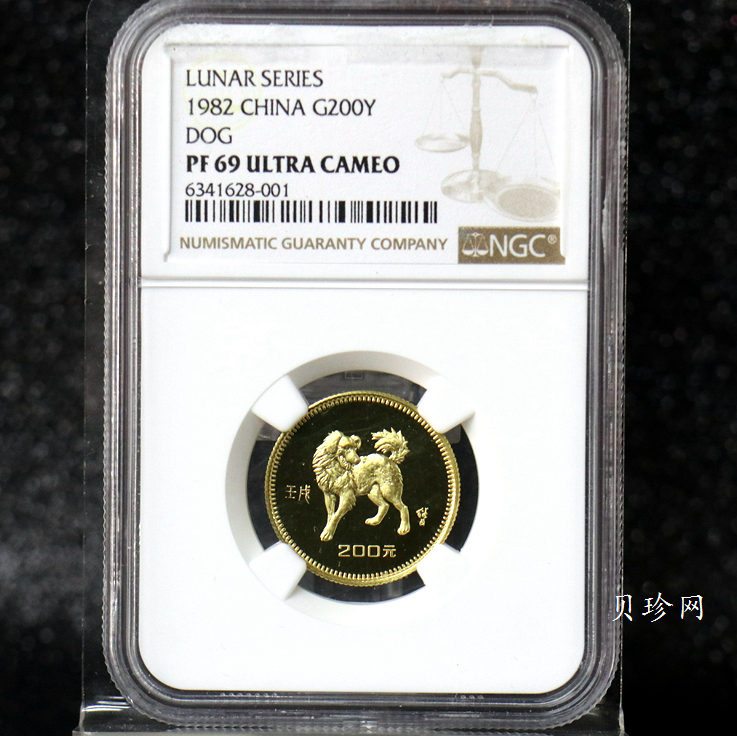 LUNAR SERIES
1982 CHINA G200Y
DOG
PF 69 ULTRA CAMEO
6341628-001
NUMISMATIC GUARANTY COMPANY NGC®
壬戌
200元
贝珍网